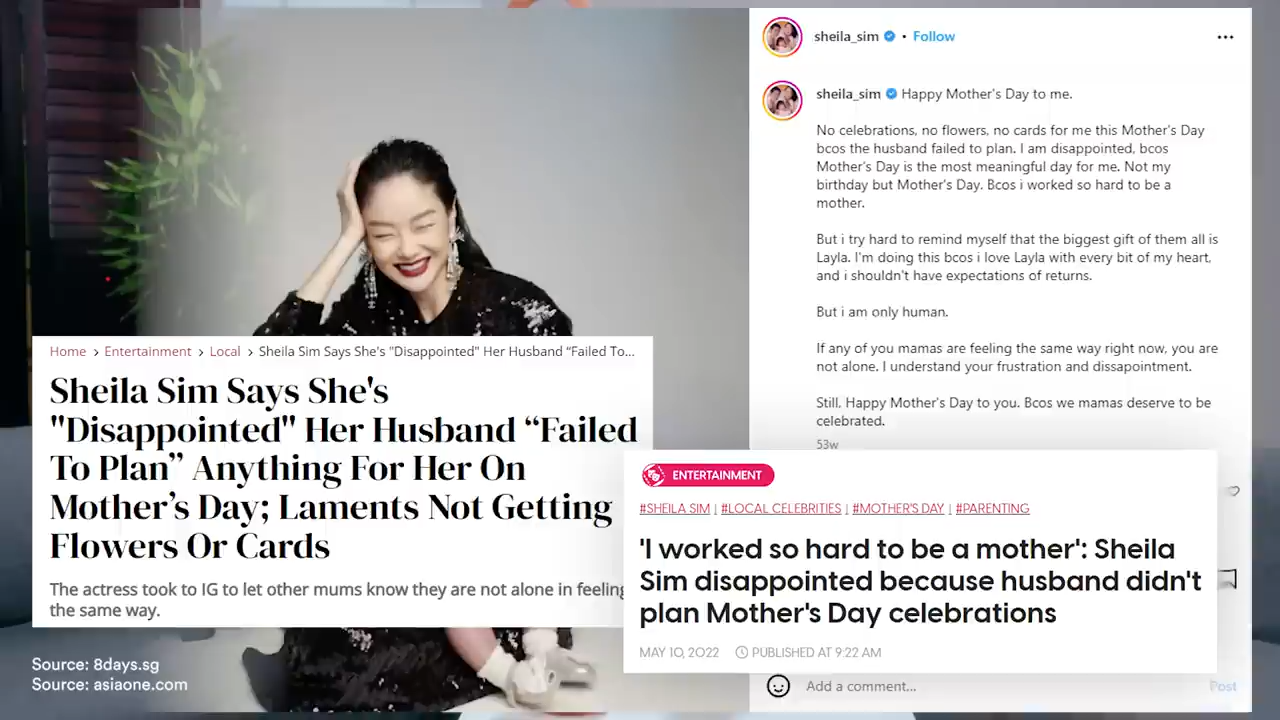 sheila_sim • Follow
sheila_sim Happy Mother's Day to me.
No celebrations, no flowers, no cards for me this Mother's Day
bcos the husband failed to plan. I am disappointed, bcos
Mother's Day is the most meaningful day for me. Not my
birthday but Mother's Day. Bcos i worked so hard to be a
mother.
But i try hard to remind myself that the biggest gift of them all is
Layla. I'm doing this bcos i love Layla with every bit of my heart,
and i shouldn't have expectations of returns.
But i am only human.
If any of you mamas are feeling the same way right now, you are
not alone. I understand your frustration and dissapointment.
Still. Happy Mother's Day to you. Bcos we mamas deserve to be
celebrated.
53w
Home > Entertainment > Local > Sheila Sim Says She's "Disappointed" Her Husband “Failed To...
Sheila Sim Says She's
"Disappointed" Her Husband “Failed
To Plan” Anything For Her On
Mother’s Day; Laments Not Getting
Flowers Or Cards
The actress took to IG to let other mums know they are not alone in feeling
the same way.
ENTERTAINMENT
#SHEILA SIM | #LOCAL CELEBRITIES | #MOTHER'S DAY | #PARENTING
'I worked so hard to be a mother': Sheila
Sim disappointed because husband didn't
plan Mother's Day celebrations
MAY 10, 2022 PUBLISHED AT 9:22 AM
Source: 8days.sg
Source: asiaone.com
Add a comment...
Post